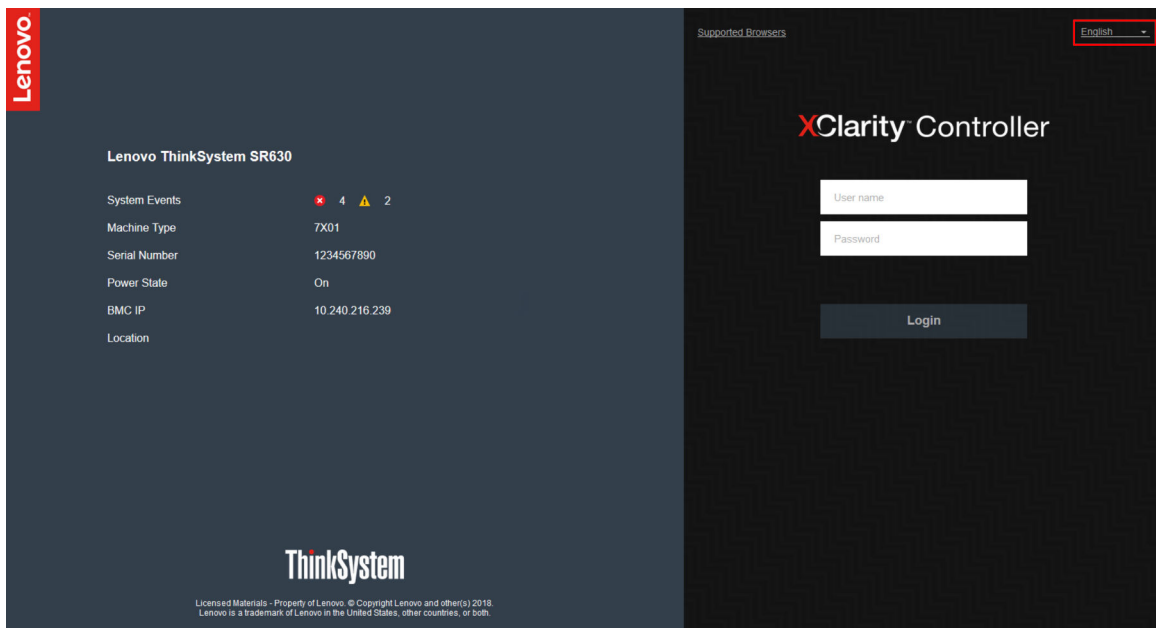 Lenovo.
Supported Browsers
English
XClarity™ Controller
Lenovo ThinkSystem SR630
System Events 4 2
Machine Type 7X01
Serial Number 1234567890
Power State On
BMC IP 10.240.216.239
Location
User name
Password
Login
ThinkSystem
Licensed Materials - Property of Lenovo. © Copyright Lenovo and other(s) 2018.
Lenovo is a trademark of Lenovo in the United States, other countries, or both.